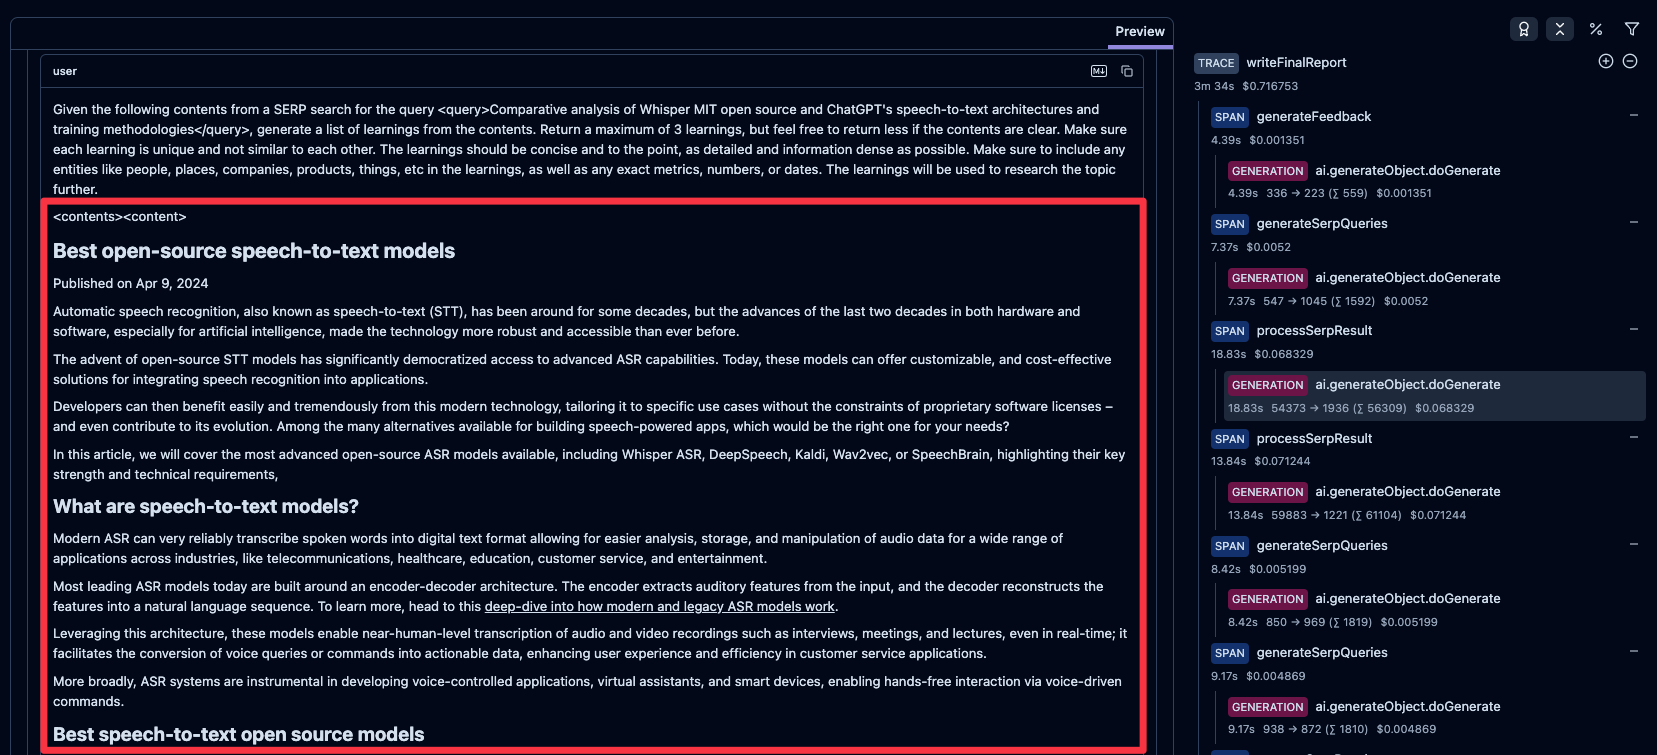 Preview
user
Given the following contents from a SERP search for the query <query>Comparative analysis of Whisper MIT open source and ChatGPT's speech-to-text architectures and
training methodologies</query>, generate a list of learnings from the contents. Return a maximum of 3 learnings, but feel free to return less if the contents are clear. Make sure
each learning is unique and not similar to each other. The learnings should be concise and to the point, as detailed and information dense as possible. Make sure to include any
entities like people, places, companies, products, things, etc in the learnings, as well as any exact metrics, numbers, or dates. The learnings will be used to research the topic
further.
<contents><content>
Best open-source speech-to-text models
Published on Apr 9, 2024
Automatic speech recognition, also known as speech-to-text (STT), has been around for some decades, but the advances of the last two decades in both hardware and
software, especially for artificial intelligence, made the technology more robust and accessible than ever before.
The advent of open-source STT models has significantly democratized access to advanced ASR capabilities. Today, these models can offer customizable, and cost-effective
solutions for integrating speech recognition into applications.
Developers can then benefit easily and tremendously from this modern technology, tailoring it to specific use cases without the constraints of proprietary software licenses –
and even contribute to its evolution. Among the many alternatives available for building speech-powered apps, which would be the right one for your needs?
In this article, we will cover the most advanced open-source ASR models available, including Whisper ASR, DeepSpeech, Kaldi, Wav2vec, or SpeechBrain, highlighting their key
strength and technical requirements,
What are speech-to-text models?
Modern ASR can very reliably transcribe spoken words into digital text format allowing for easier analysis, storage, and manipulation of audio data for a wide range of
applications across industries, like telecommunications, healthcare, education, customer service, and entertainment.
Most leading ASR models today are built around an encoder-decoder architecture. The encoder extracts auditory features from the input, and the decoder reconstructs the
features into a natural language sequence. To learn more, head to this deep-dive into how modern and legacy ASR models work.
Leveraging this architecture, these models enable near-human-level transcription of audio and video recordings such as interviews, meetings, and lectures, even in real-time; it
facilitates the conversion of voice queries or commands into actionable data, enhancing user experience and efficiency in customer service applications.
More broadly, ASR systems are instrumental in developing voice-controlled applications, virtual assistants, and smart devices, enabling hands-free interaction via voice-driven
commands.
Best speech-to-text open source models
TRACE writeFinalReport
3m 34s $0.716753
SPAN generateFeedback
4.39s $0.001351
GENERATION ai.generateObject.doGenerate
4.39s 336 → 223 (∑ 559) $0.001351
SPAN generateSerpQueries
7.37s $0.0052
GENERATION ai.generateObject.doGenerate
7.37s 547 → 1045 (∑ 1592) $0.0052
SPAN processSerpResult
18.83s $0.068329
GENERATION ai.generateObject.doGenerate
18.83s 54373 → 1936 (∑ 56309) $0.068329
SPAN processSerpResult
13.84s $0.071244
GENERATION ai.generateObject.doGenerate
13.84s 59883 → 1221 (∑ 61104) $0.071244
SPAN generateSerpQueries
8.42s $0.005199
GENERATION ai.generateObject.doGenerate
8.42s 850 → 969 (∑ 1819) $0.005199
SPAN generateSerpQueries
9.17s $0.004869
GENERATION ai.generateObject.doGenerate
9.17s 938 → 872 (∑ 1810) $0.004869